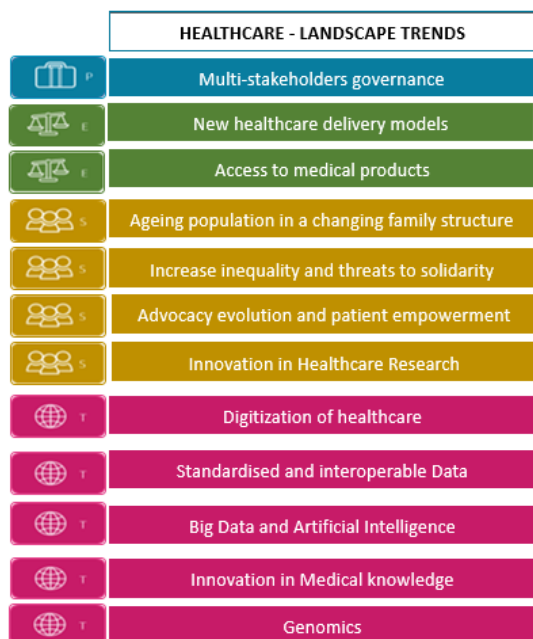 HEALTHCARE - LANDSCAPE TRENDS
P Multi-stakeholders governance
E New healthcare delivery models
E Access to medical products
S Ageing population in a changing family structure
S Increase inequality and threats to solidarity
S Advocacy evolution and patient empowerment
S Innovation in Healthcare Research
T Digitization of healthcare
T Standardised and interoperable Data
T Big Data and Artificial Intelligence
T Innovation in Medical knowledge
T Genomics